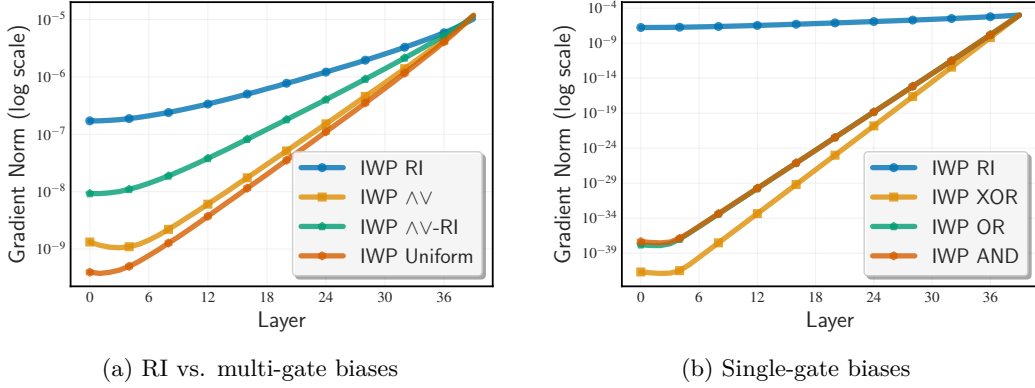 10⁻⁵
10⁻⁶
10⁻⁷
10⁻⁸
10⁻⁹
Gradient Norm (log scale)
IWP RI
IWP ∧∨
IWP ∧∨-RI
IWP Uniform
0 6 12 18 24 30 36
Layer
(a) RI vs. multi-gate biases
10⁻⁴
10⁻⁹
10⁻¹⁴
10⁻¹⁹
10⁻²⁴
10⁻²⁹
10⁻³⁴
10⁻³⁹
Gradient Norm (log scale)
IWP RI
IWP XOR
IWP OR
IWP AND
0 6 12 18 24 30 36
Layer
(b) Single-gate biases